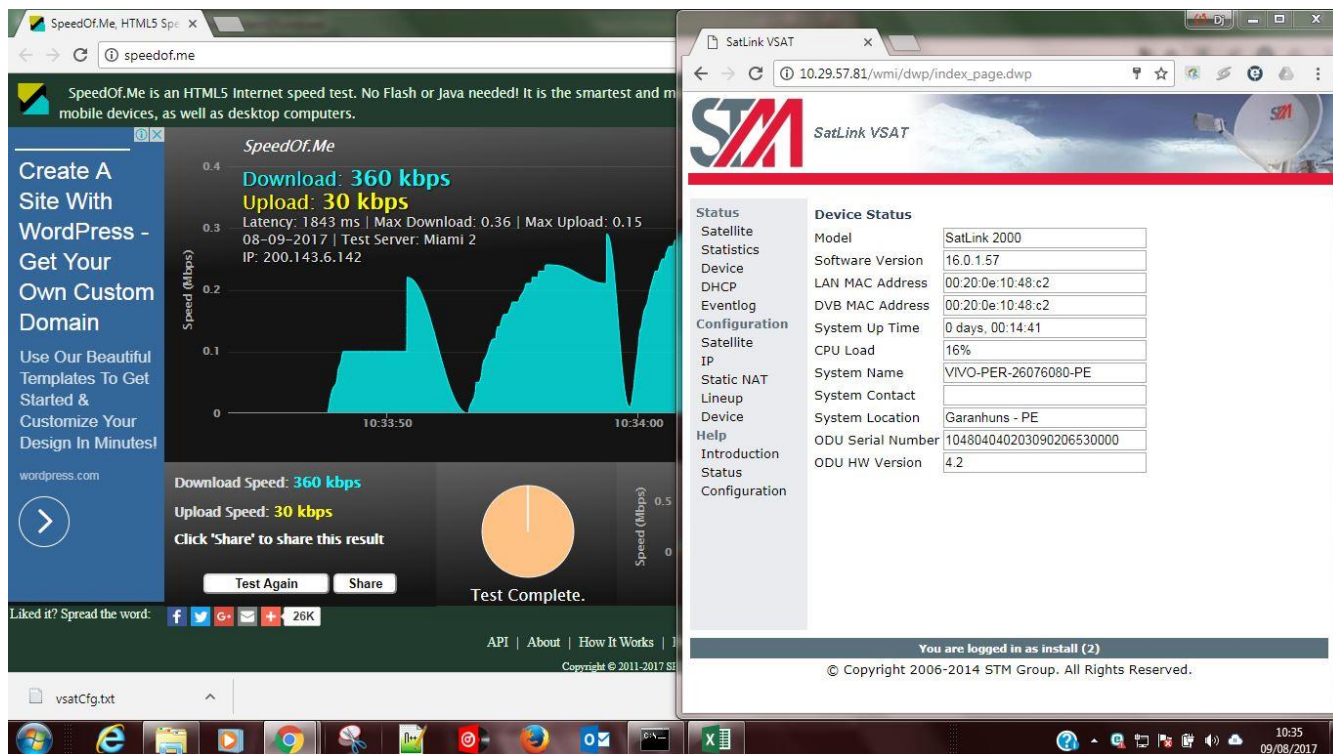 SpeedOf.Me, HTML5 Spe
speedof.me
SpeedOf.Me is an HTML5 Internet speed test. No Flash or Java needed! It is the smartest and m
mobile devices, as well as desktop computers.
Create A
Site With
WordPress -
Get Your
Own Custom
Domain
Use Our Beautiful
Templates To Get
Started &
Customize Your
Design In Minutes!
wordpress.com
SpeedOf.Me
Download: 360 kbps
Upload: 30 kbps
Latency: 1843 ms | Max Download: 0.36 | Max Upload: 0.15
08-09-2017 | Test Server: Miami 2
IP: 200.143.6.142
Speed (Mbps)
0.4
0.3
0.2
0.1
0
10:33:50
10:34:00
Download Speed: 360 kbps
Upload Speed: 30 kbps
Click 'Share' to share this result
Test Again
Share
Test Complete.
Speed (Mbps)
0.5
0
Liked it? Spread the word:
26K
API | About | How It Works |
Copyright © 2011-2017
vsatCfg.txt
Dj
SatLink VSAT
10.29.57.81/wmi/dwp/index_page.dwp
STM
SatLink VSAT
STM
Status
Satellite
Statistics
Device
DHCP
Eventlog
Configuration
Satellite
IP
Static NAT
Lineup
Device
Help
Introduction
Status
Configuration
Device Status
Model SatLink 2000
Software Version 16.0.1.57
LAN MAC Address 00:20:0e:10:48:c2
DVB MAC Address 00:20:0e:10:48:c2
System Up Time 0 days, 00:14:41
CPU Load 16%
System Name VIVO-PER-26076080-PE
System Contact
System Location Garanhuns - PE
ODU Serial Number 104804040203090206530000
ODU HW Version 4.2
You are logged in as install (2)
© Copyright 2006-2014 STM Group. All Rights Reserved.
10:35
09/08/2017